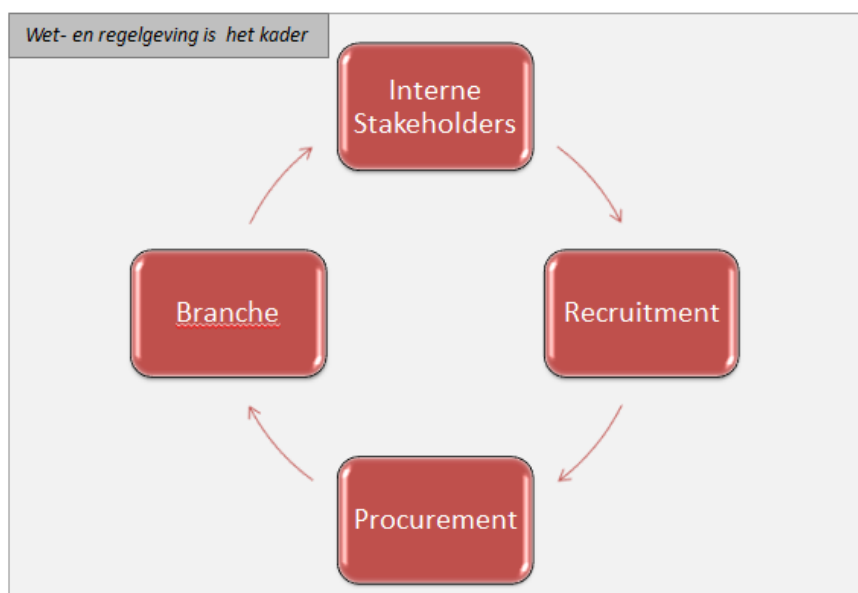 Wet- en regelgeving is het kader
Interne
Stakeholders
Branche
Recruitment
Procurement